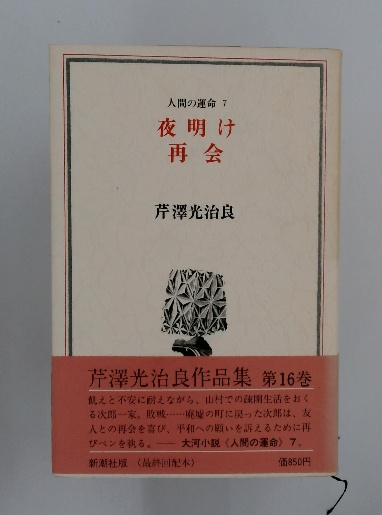 人間の運命 7
夜明け
再会
芹澤光治良
芹澤光治良作品集 第16巻
飢えと不安に耐えながら、山村での疎開生活をおく
る次郎一家。敗戦……廃墟の町に戻った次郎は、友
人との再会を喜び、平和への願いを訴えるために再
びペンを執る。── 大河小説《人間の運命》7。
新潮社版 〈最終回配本〉 価850円